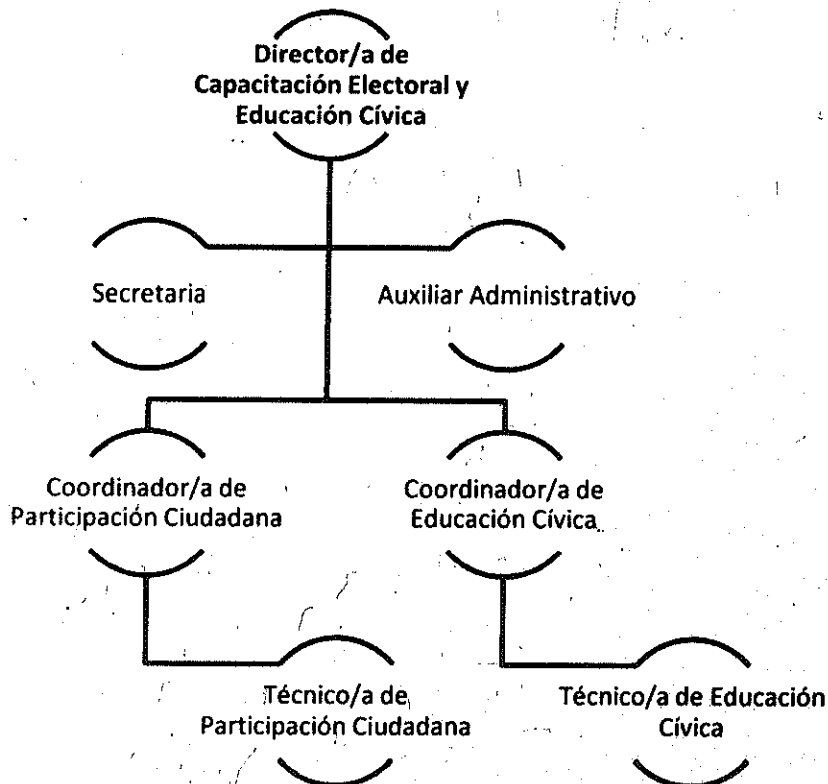 Director/a de
Capacitación Electoral y
Educación Cívica
Secretaria
Auxiliar Administrativo
Coordinador/a de
Participación Ciudadana
Coordinador/a de
Educación Cívica
Técnico/a de
Participación Ciudadana
Técnico/a de Educación
Cívica